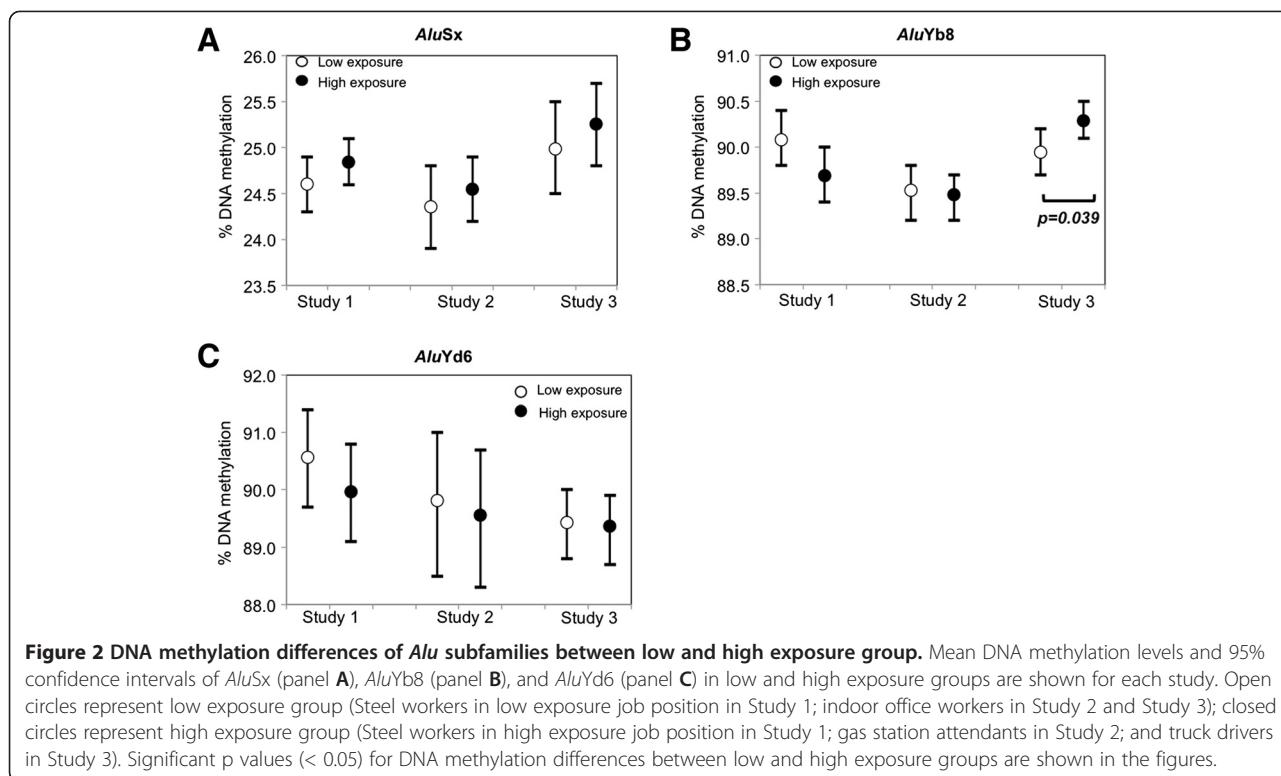 A
AluSx
26.0
25.5
25.0
24.5
24.0
23.5
% DNA methylation
Low exposure
High exposure
Study 1
Study 2
Study 3
B
AluYb8
91.0
90.5
90.0
89.5
89.0
88.5
% DNA methylation
Low exposure
High exposure
p=0.039
Study 1
Study 2
Study 3
C
AluYd6
92.0
91.0
90.0
89.0
88.0
% DNA methylation
Low exposure
High exposure
Study 1
Study 2
Study 3
Figure 2 DNA methylation differences of Alu subfamilies between low and high exposure group. Mean DNA methylation levels and 95%
confidence intervals of AluSx (panel A), AluYb8 (panel B), and AluYd6 (panel C) in low and high exposure groups are shown for each study. Open
circles represent low exposure group (Steel workers in low exposure job position in Study 1; indoor office workers in Study 2 and Study 3); closed
circles represent high exposure group (Steel workers in high exposure job position in Study 1; gas station attendants in Study 2; and truck drivers
in Study 3). Significant p values (< 0.05) for DNA methylation differences between low and high exposure groups are shown in the figures.